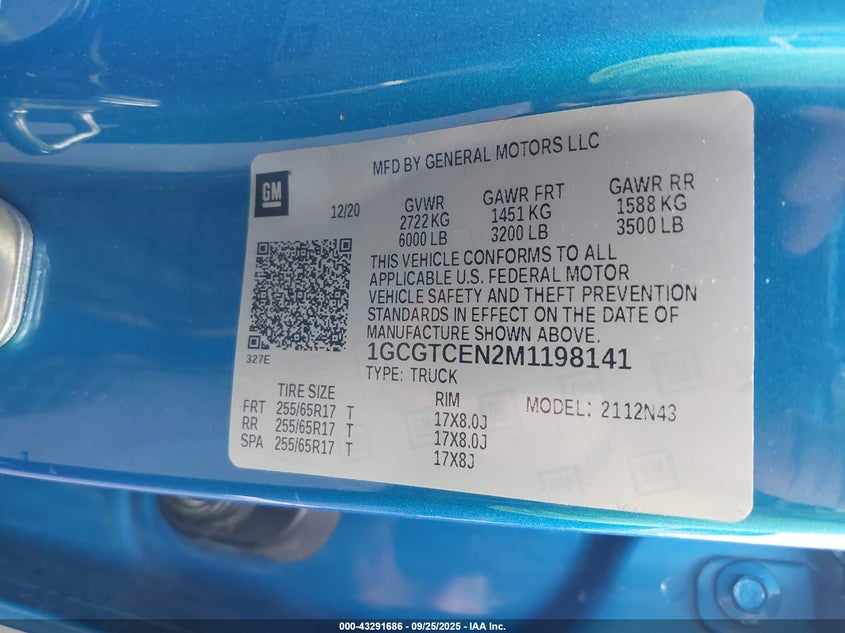 MFD BY GENERAL MOTORS LLC
GM
12/20
GVWR
2722 KG
6000 LB
GAWR FRT
1451 KG
3200 LB
GAWR RR
1588 KG
3500 LB
THIS VEHICLE CONFORMS TO ALL
APPLICABLE U.S. FEDERAL MOTOR
VEHICLE SAFETY AND THEFT PREVENTION
STANDARDS IN EFFECT ON THE DATE OF
MANUFACTURE SHOWN ABOVE.
327E
1GCGTCEN2M1198141
TYPE: TRUCK
TIRE SIZE
RIM
MODEL: 2112N43
FRT 255/65R17 T 17X8.0J
RR 255/65R17 T 17X8.0J
SPA 255/65R17 T 17X8J
000-43291686 - 09/25/2025 - IAA Inc.